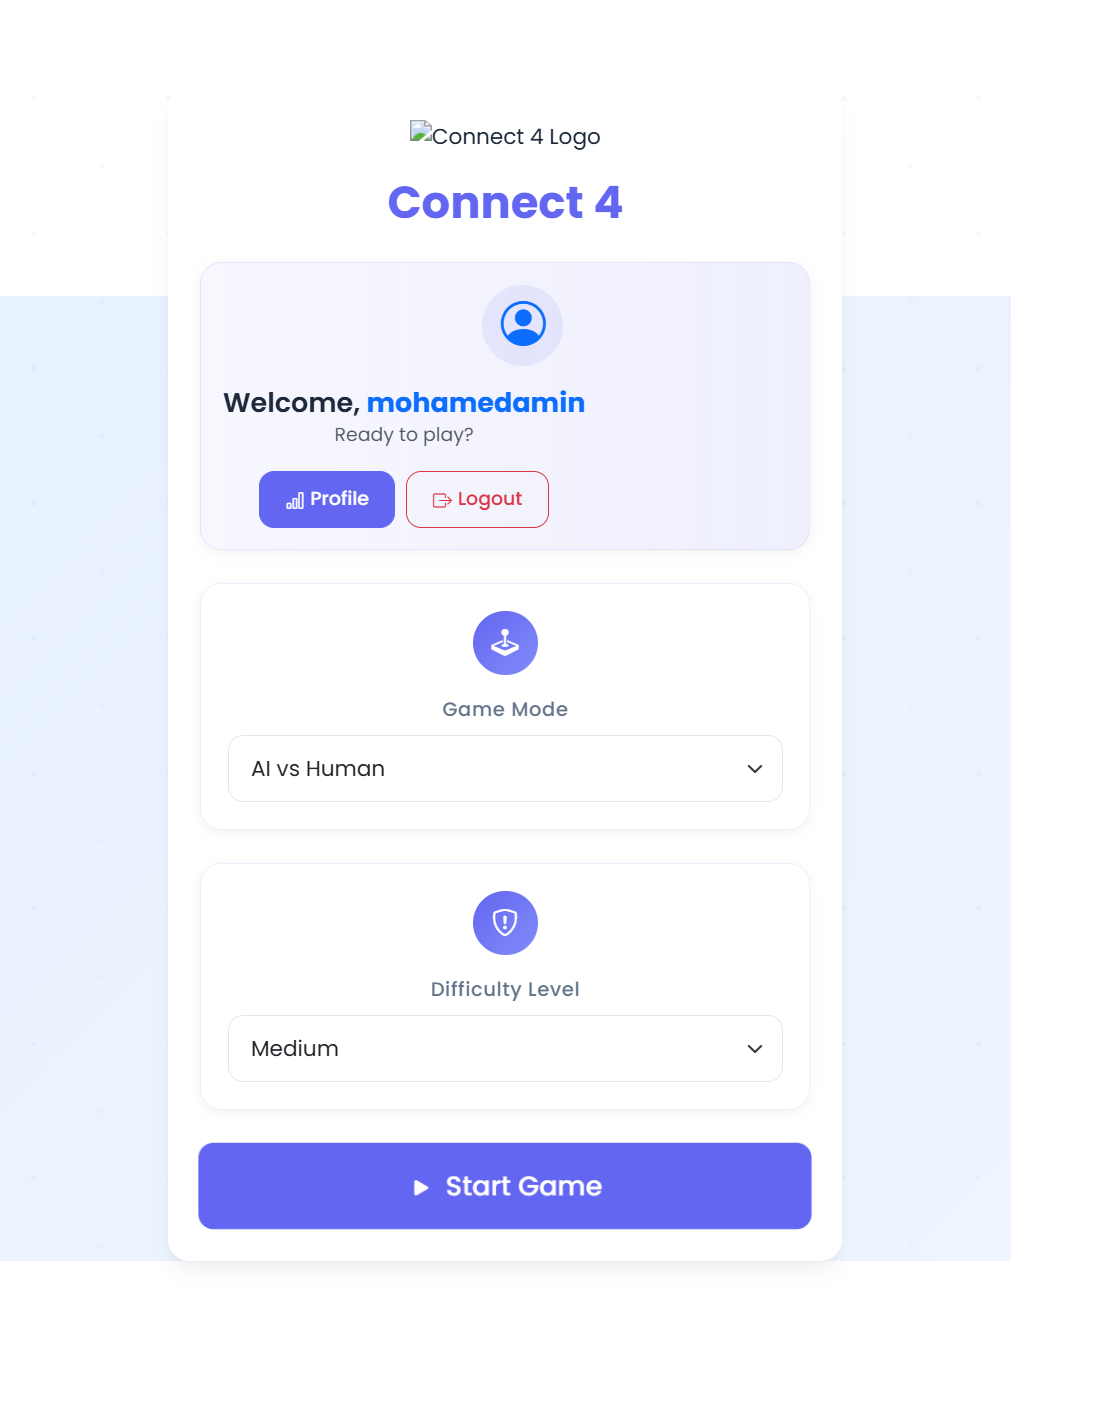 Connect 4 Logo
Connect 4
Welcome, mohamedamin
Ready to play?
Profile Logout
Game Mode
AI vs Human
Difficulty Level
Medium
Start Game